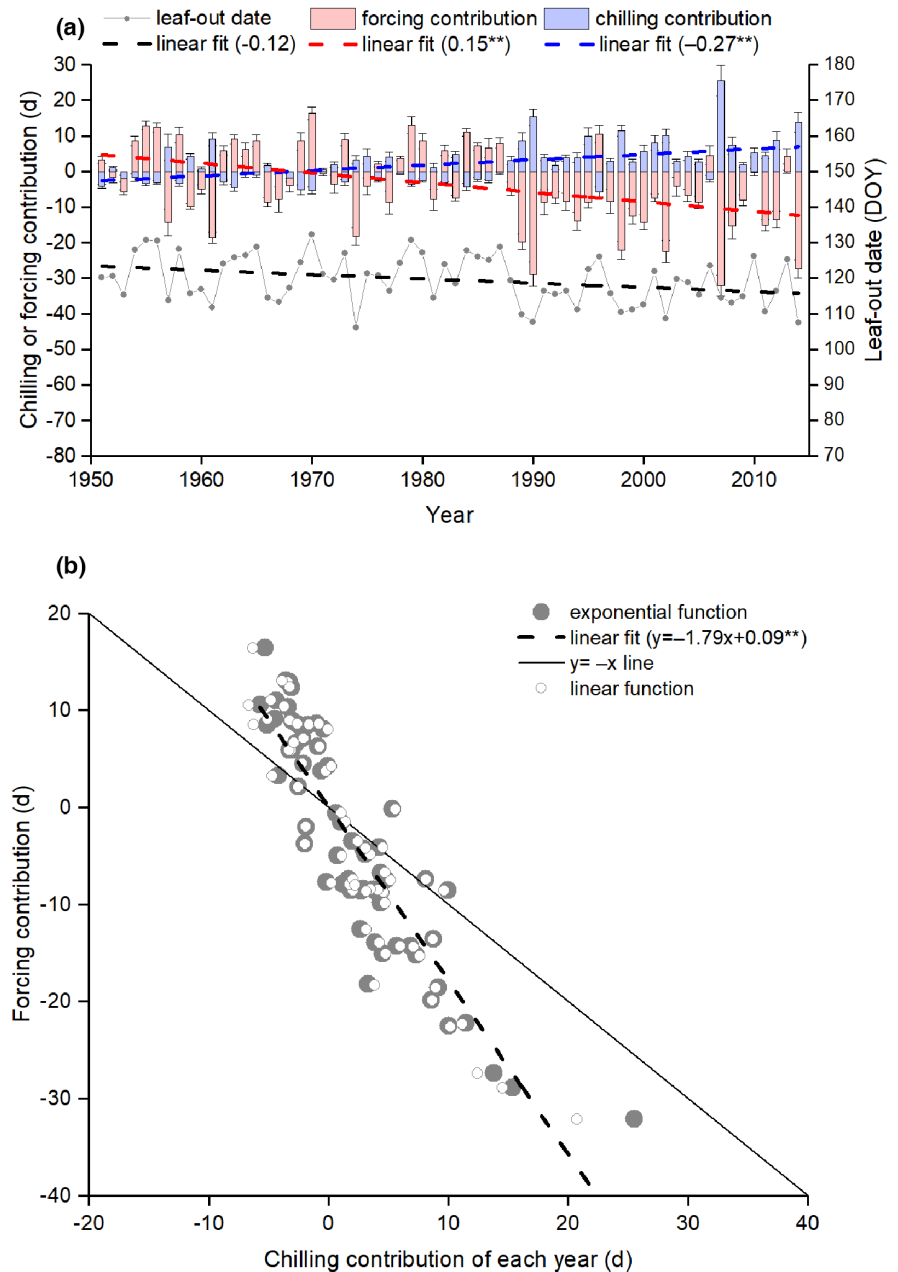 (a)
leaf-out date forcing contribution chilling contribution
linear fit (-0.12) linear fit (0.15**) linear fit (–0.27**)
30 180
20 170
10 160
0 150
-10 140
-20 130
-30 120
-40 110
-50 100
-60 90
-70 80
-80 70
Chilling or forcing contribution (d)
Leaf-out date (DOY)
1950 1960 1970 1980 1990 2000 2010
Year
(b)
20
10
0
-10
-20
-30
-40
Forcing contribution (d)
exponential function
linear fit (y=–1.79x+0.09**)
y= –x line
linear function
-20 -10 0 10 20 30 40
Chilling contribution of each year (d)